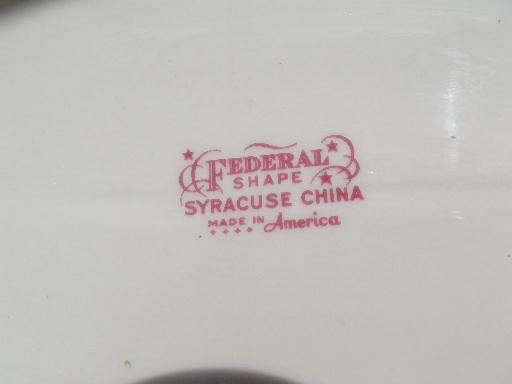 FEDERAL
SHAPE
SYRACUSE CHINA
MADE IN America